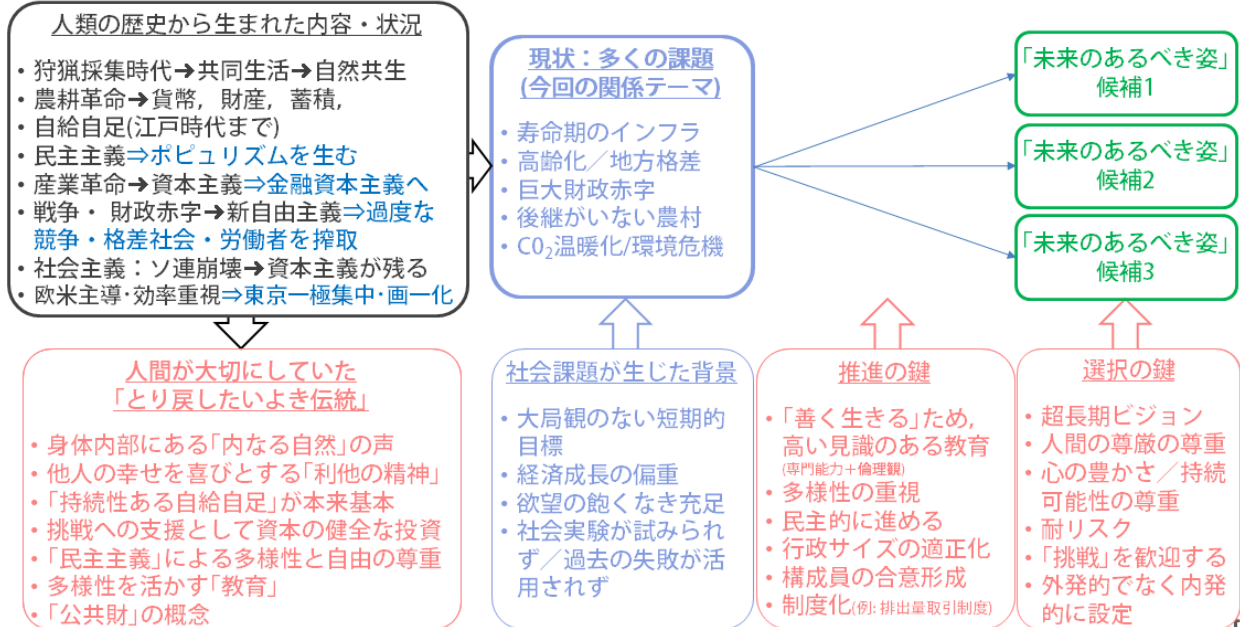 人類の歴史から生まれた内容・状況
• 狩猟採集時代➔共同生活➔自然共生
• 農耕革命➔貨幣，財産，蓄積，
• 自給自足(江戸時代まで)
• 民主主義⇒ポピュリズムを生む
• 産業革命➔資本主義⇒金融資本主義へ
• 戦争・ 財政赤字➔新自由主義⇒過度な
競争・格差社会・労働者を搾取
• 社会主義：ソ連崩壊➔資本主義が残る
• 欧米主導･効率重視⇒東京一極集中･画一化
現状：多くの課題
(今回の関係テーマ)
• 寿命期のインフラ
• 高齢化／地方格差
• 巨大財政赤字
• 後継がいない農村
• CO₂温暖化/環境危機
「未来のあるべき姿」
候補1
「未来のあるべき姿」
候補2
「未来のあるべき姿」
候補3
人間が大切にしていた
「とり戻したいよき伝統」
• 身体内部にある「内なる自然」の声
• 他人の幸せを喜びとする「利他の精神」
• 「持続性ある自給自足」が本来基本
• 挑戦への支援として資本の健全な投資
• 「民主主義」による多様性と自由の尊重
• 多様性を活かす「教育」
• 「公共財」の概念
社会課題が生じた背景
• 大局観のない短期的
目標
• 経済成長の偏重
• 欲望の飽くなき充足
• 社会実験が試みられ
ず／過去の失敗が活
用されず
推進の鍵
• 「善く生きる」ため，
高い見識のある教育
(専門能力＋倫理観)
• 多様性の重視
• 民主的に進める
• 行政サイズの適正化
• 構成員の合意形成
• 制度化(例: 排出量取引制度)
選択の鍵
• 超長期ビジョン
• 人間の尊厳の尊重
• 心の豊かさ／持続
可能性の尊重
• 耐リスク
• 「挑戦」を歓迎する
• 外発的でなく内発
的に設定